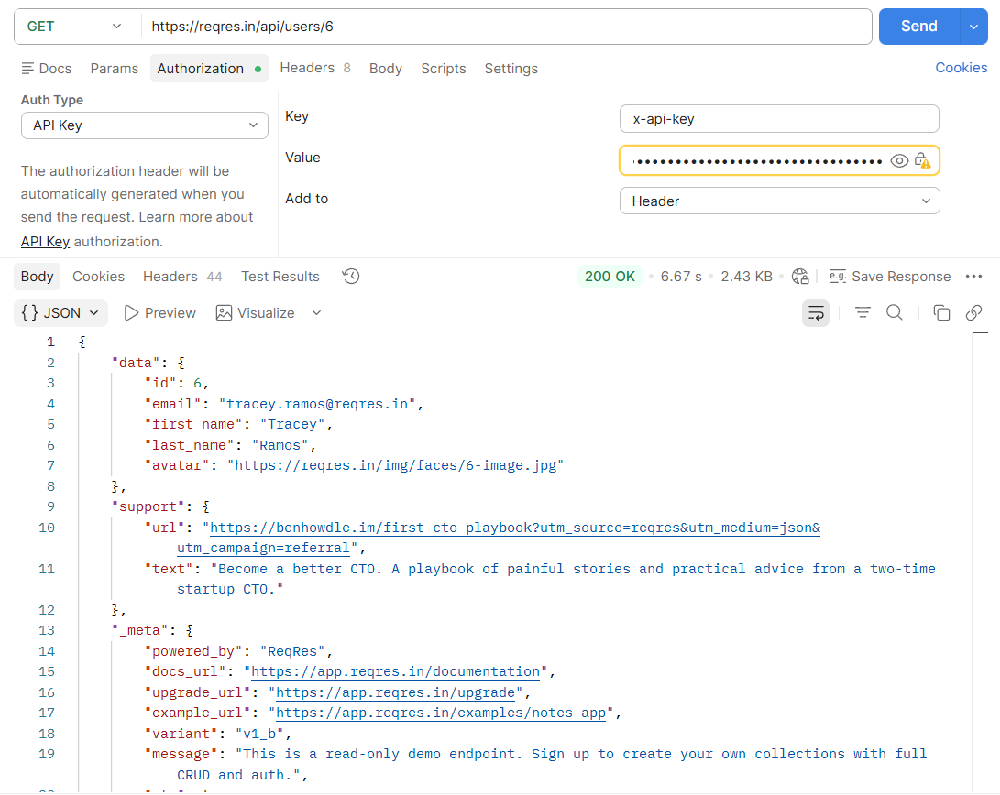 GET https://reqres.in/api/users/6 Send
Docs Params Authorization Headers 8 Body Scripts Settings Cookies
Auth Type
API Key
The authorization header will be
automatically generated when you
send the request. Learn more about
API Key authorization.
Key x-api-key
Value ••••••••••••••••••••••••••••••••
Add to Header
Body Cookies Headers 44 Test Results 200 OK • 6.67 s • 2.43 KB • e.g. Save Response •••
{} JSON Preview Visualize
1 {
2 "data": {
3 "id": 6,
4 "email": "tracey.ramos@reqres.in",
5 "first_name": "Tracey",
6 "last_name": "Ramos",
7 "avatar": "https://reqres.in/img/faces/6-image.jpg"
8 },
9 "support": {
10 "url": "https://benhowdle.im/first-cto-playbook?utm_source=reqres&utm_medium=json&
utm_campaign=referral",
11 "text": "Become a better CTO. A playbook of painful stories and practical advice from a two-time
startup CTO."
12 },
13 "_meta": {
14 "powered_by": "ReqRes",
15 "docs_url": "https://app.reqres.in/documentation",
16 "upgrade_url": "https://app.reqres.in/upgrade",
17 "example_url": "https://app.reqres.in/examples/notes-app",
18 "variant": "v1_b",
19 "message": "This is a read-only demo endpoint. Sign up to create your own collections with full
CRUD and auth.",